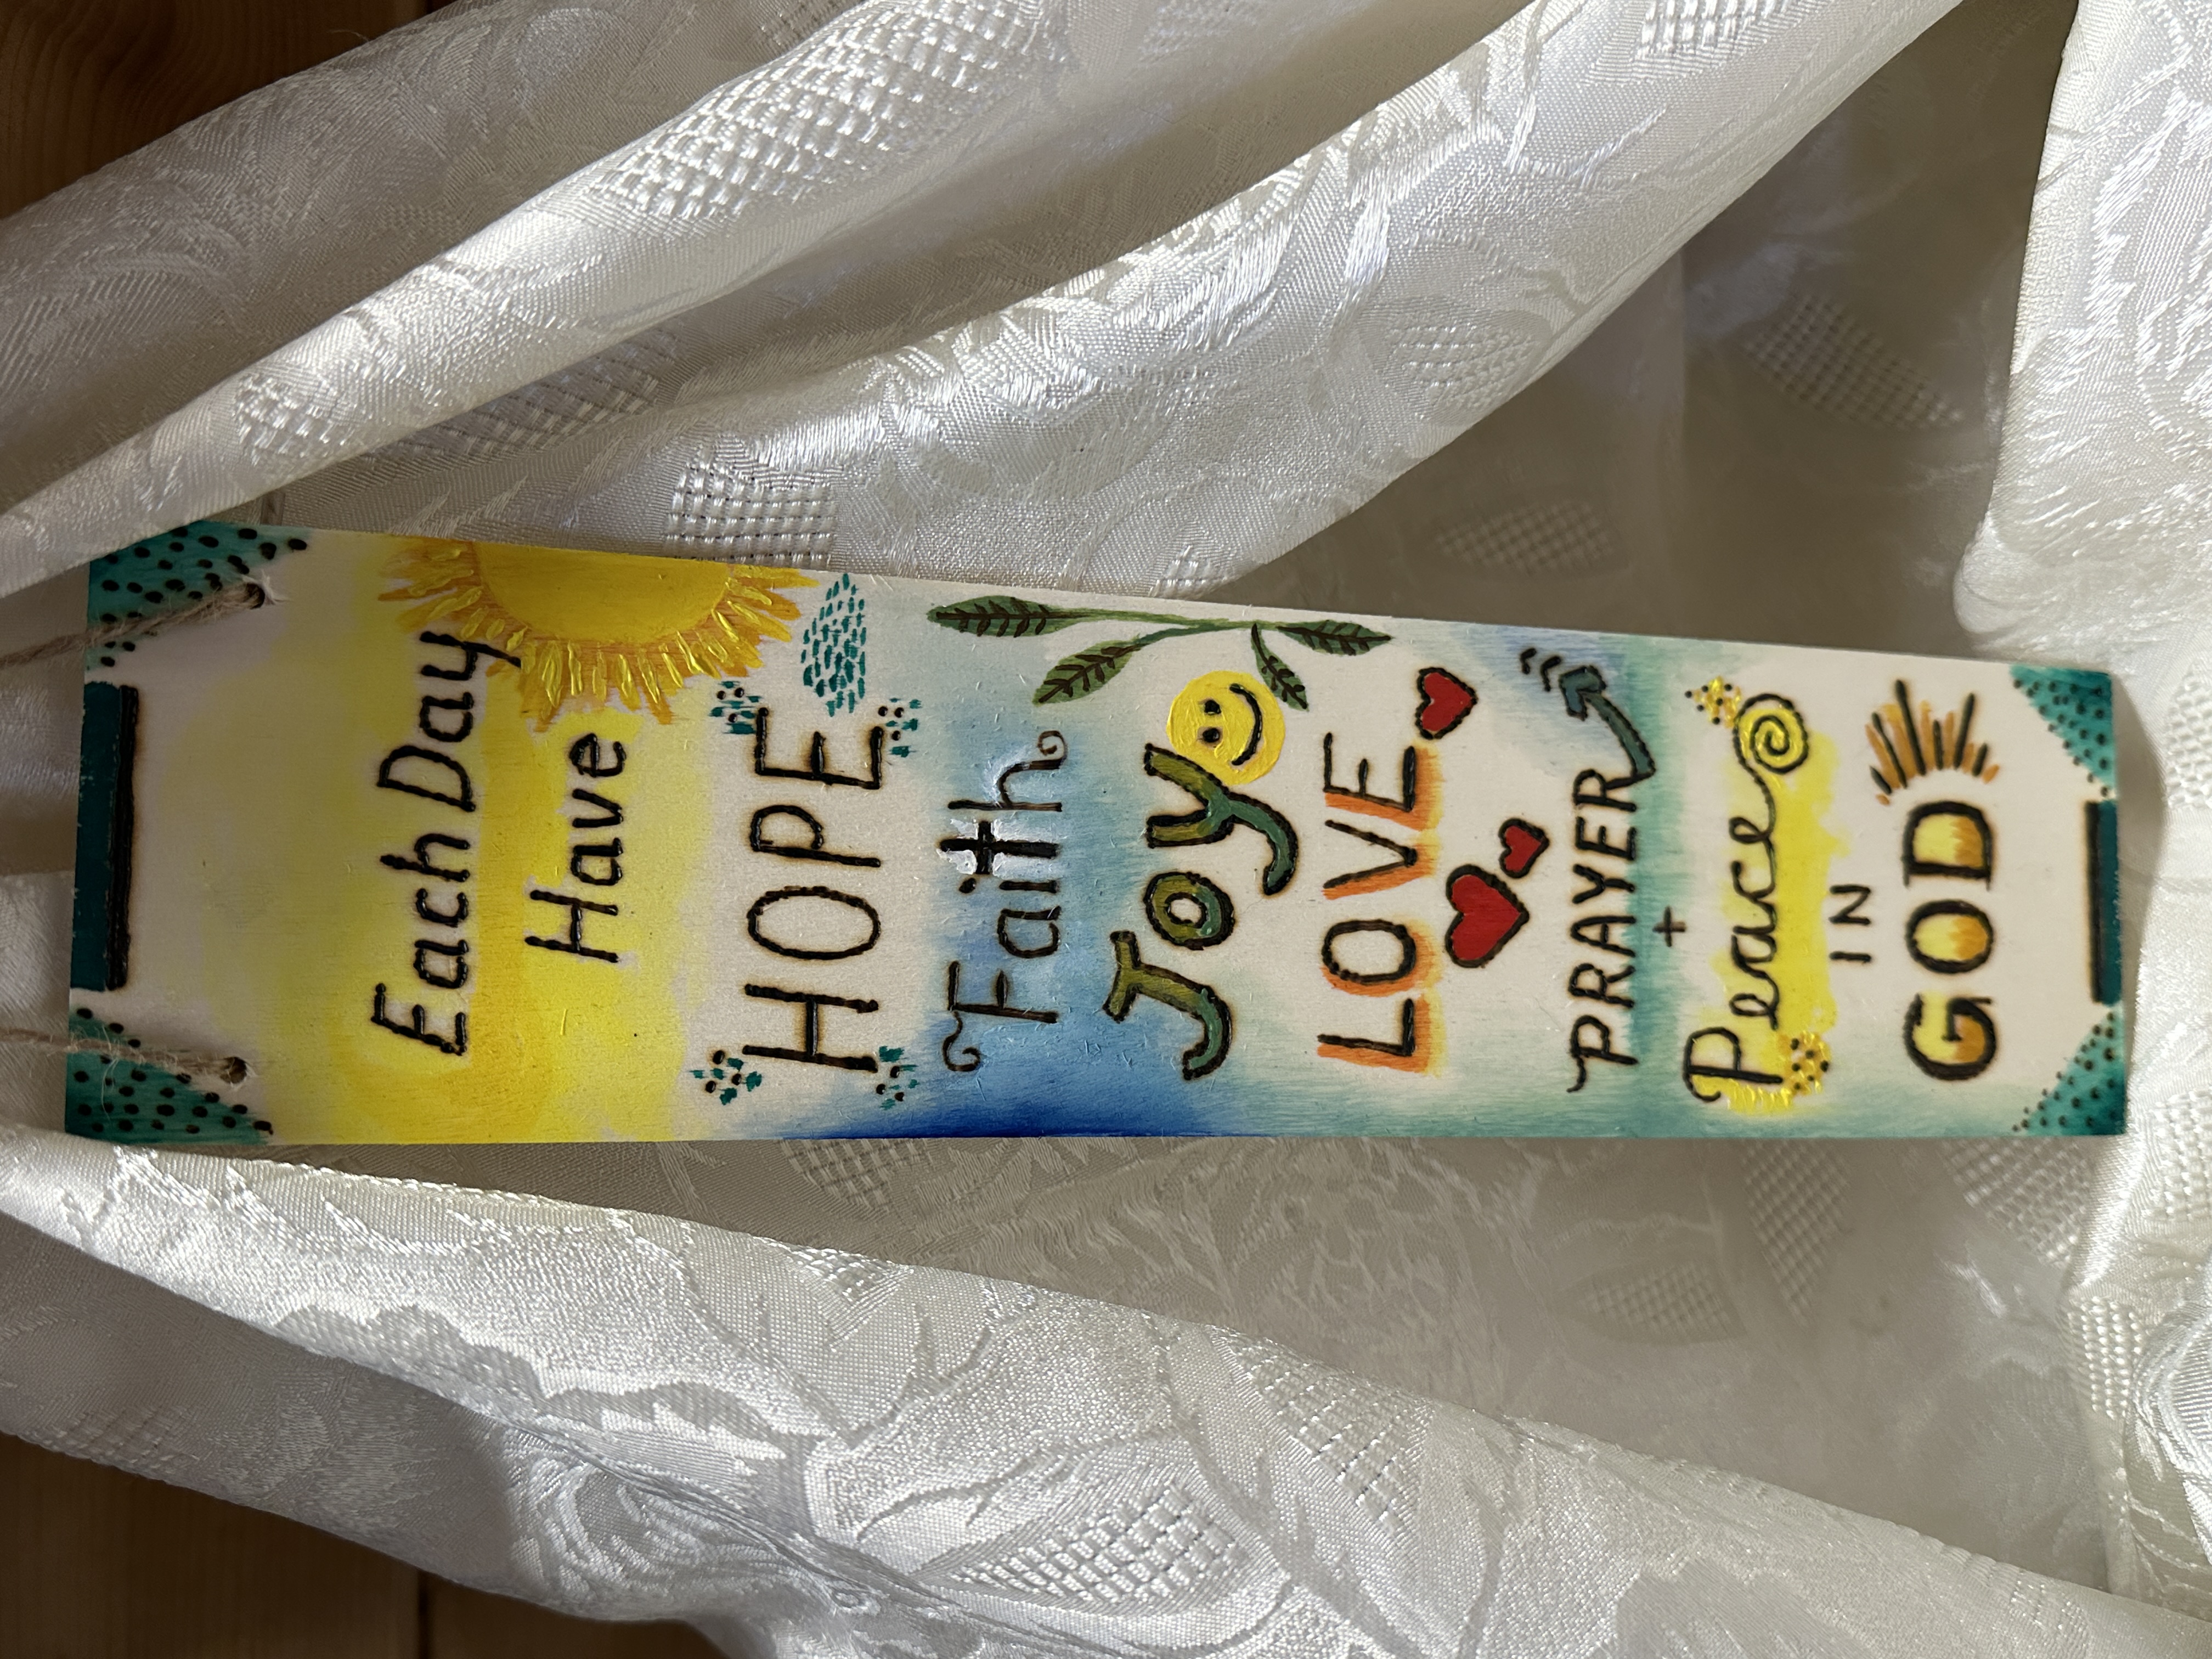 Each Day
Have
HOPE
Faith
Joy
LOVE
PRAYER
+
Peace
IN
GOD